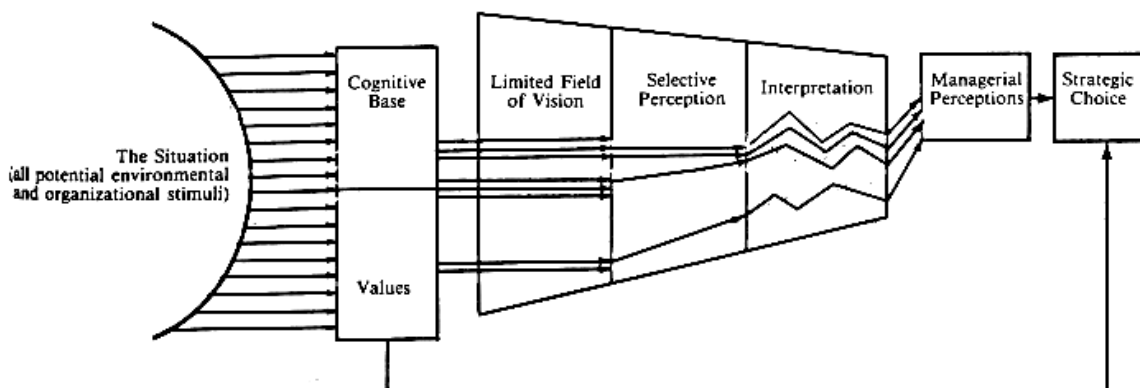 The Situation
(all potential environmental
and organizational stimuli)
Cognitive
Base
Values
Limited Field
of Vision
Selective
Perception
Interpretation
Managerial
Perceptions
Strategic
Choice